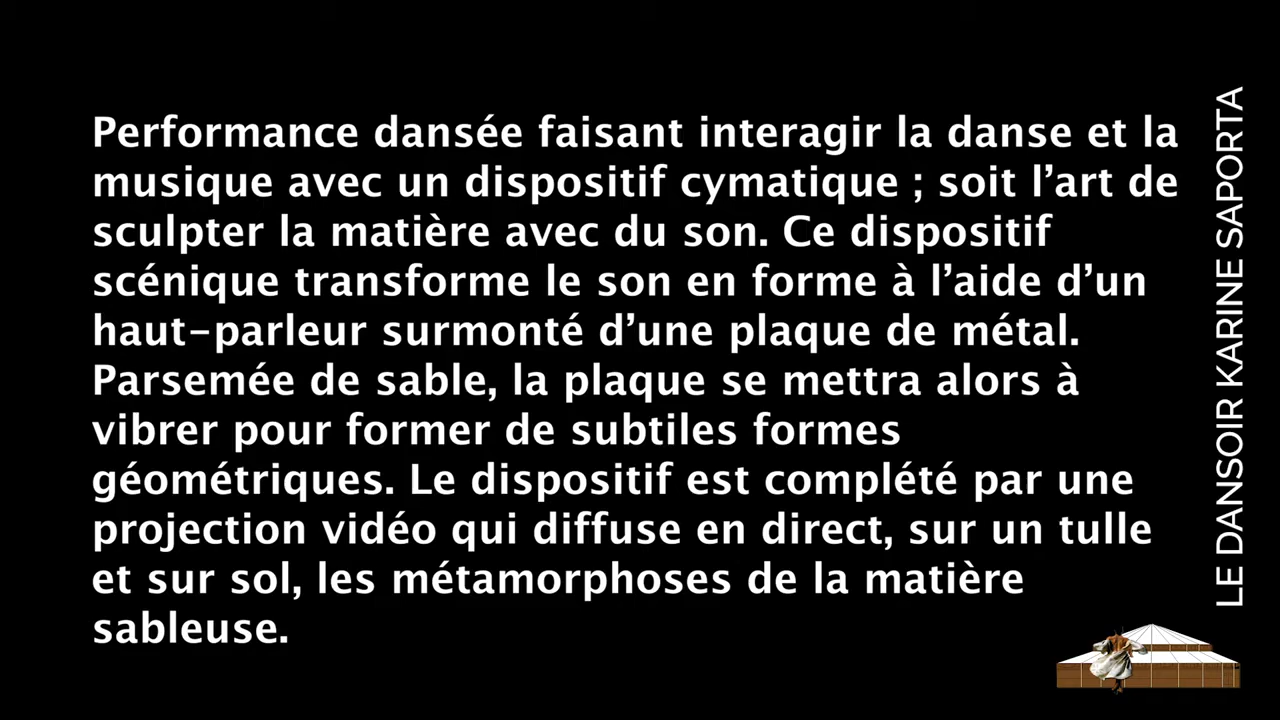 Performance dansée faisant interagir la danse et la
musique avec un dispositif cymatique ; soit l’art de
sculpter la matière avec du son. Ce dispositif
scénique transforme le son en forme à l’aide d’un
haut-parleur surmonté d’une plaque de métal.
Parsemée de sable, la plaque se mettra alors à
vibrer pour former de subtiles formes
géométriques. Le dispositif est complété par une
projection vidéo qui diffuse en direct, sur un tulle
et sur sol, les métamorphoses de la matière
sableuse.
LE DANSOIR KARINE SAPORTA